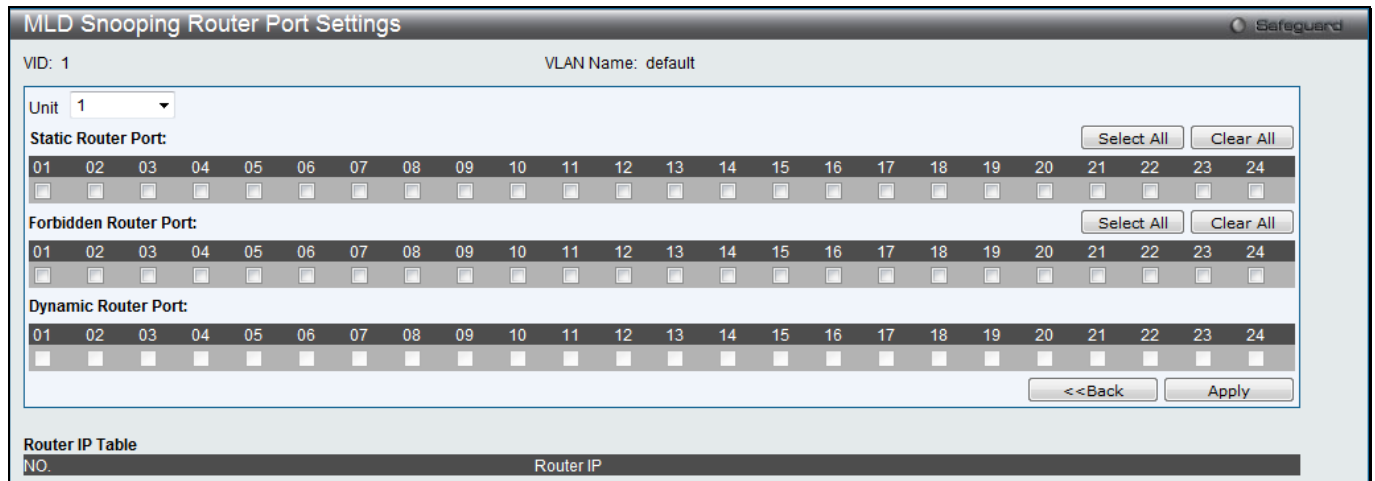 MLD Snooping Router Port Settings Safeguard
VID: 1 VLAN Name: default
Unit 1
Static Router Port: Select All Clear All
01 02 03 04 05 06 07 08 09 10 11 12 13 14 15 16 17 18 19 20 21 22 23 24
Forbidden Router Port: Select All Clear All
01 02 03 04 05 06 07 08 09 10 11 12 13 14 15 16 17 18 19 20 21 22 23 24
Dynamic Router Port:
01 02 03 04 05 06 07 08 09 10 11 12 13 14 15 16 17 18 19 20 21 22 23 24
<<Back Apply
Router IP Table
NO. Router IP